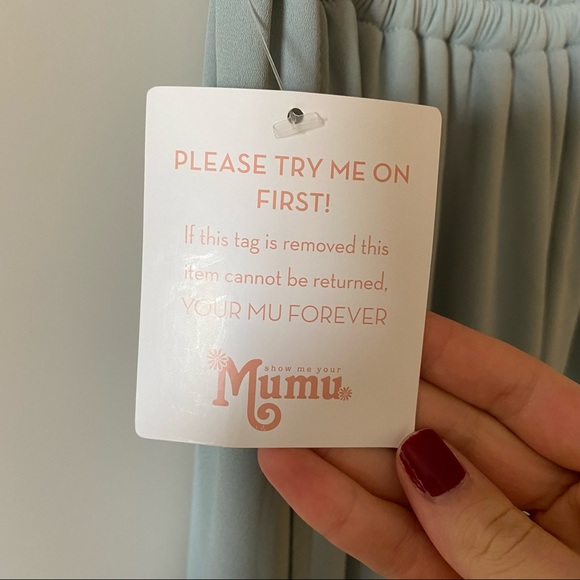 PLEASE TRY ME ON
FIRST!
If this tag is removed this
item cannot be returned,
YOUR MU FOREVER
show me your
Mumu